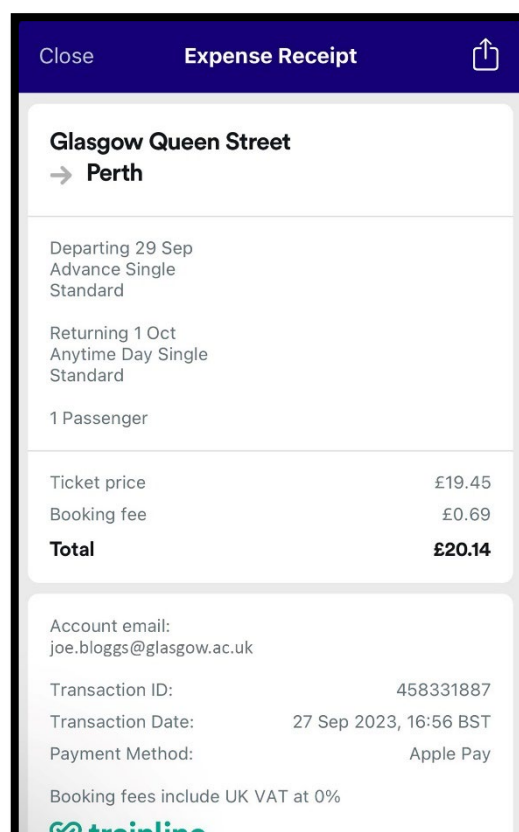 Close Expense Receipt
Glasgow Queen Street
→ Perth
Departing 29 Sep
Advance Single
Standard
Returning 1 Oct
Anytime Day Single
Standard
1 Passenger
Ticket price £19.45
Booking fee £0.69
Total £20.14
Account email:
joe.bloggs@glasgow.ac.uk
Transaction ID: 458331887
Transaction Date: 27 Sep 2023, 16:56 BST
Payment Method: Apple Pay
Booking fees include UK VAT at 0%
trainline